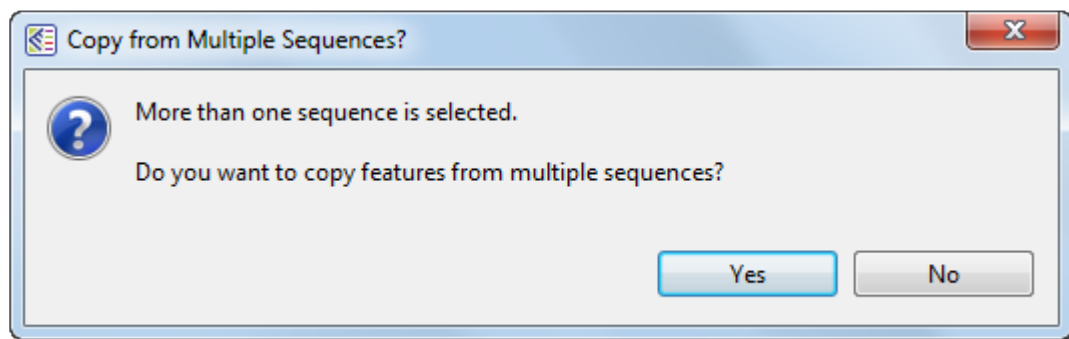 Copy from Multiple Sequences?
More than one sequence is selected.
Do you want to copy features from multiple sequences?
Yes
No